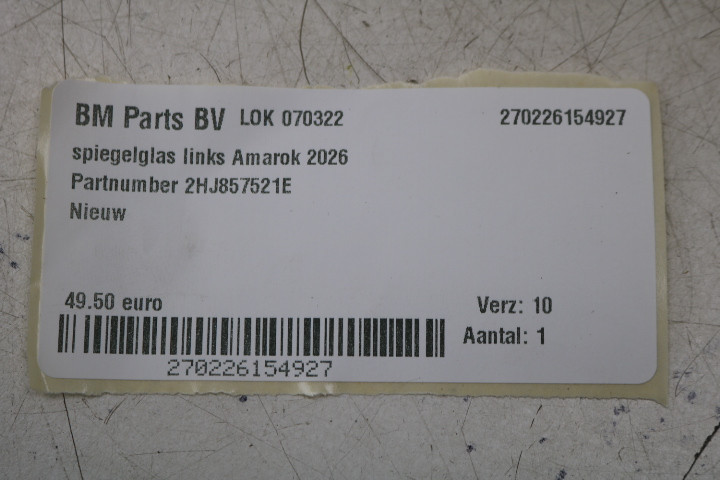 BM Parts BV LOK 070322 270226154927
spiegelglas links Amarok 2026
Partnumber 2HJ857521E
Nieuw
49.50 euro Verz: 10
Aantal: 1
270226154927